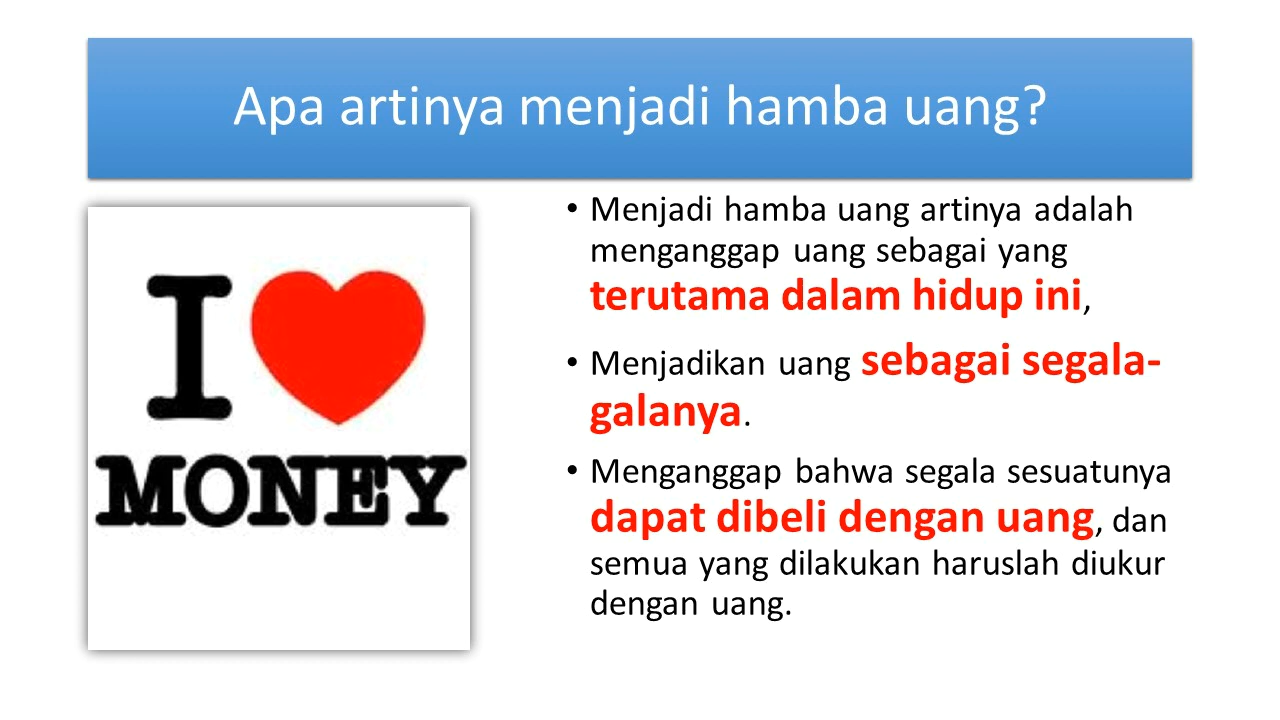 Apa artinya menjadi hamba uang?
I
MONEY
• Menjadi hamba uang artinya adalah
menganggap uang sebagai yang
terutama dalam hidup ini,
• Menjadikan uang sebagai segala-
galanya.
• Menganggap bahwa segala sesuatunya
dapat dibeli dengan uang, dan
semua yang dilakukan haruslah diukur
dengan uang.